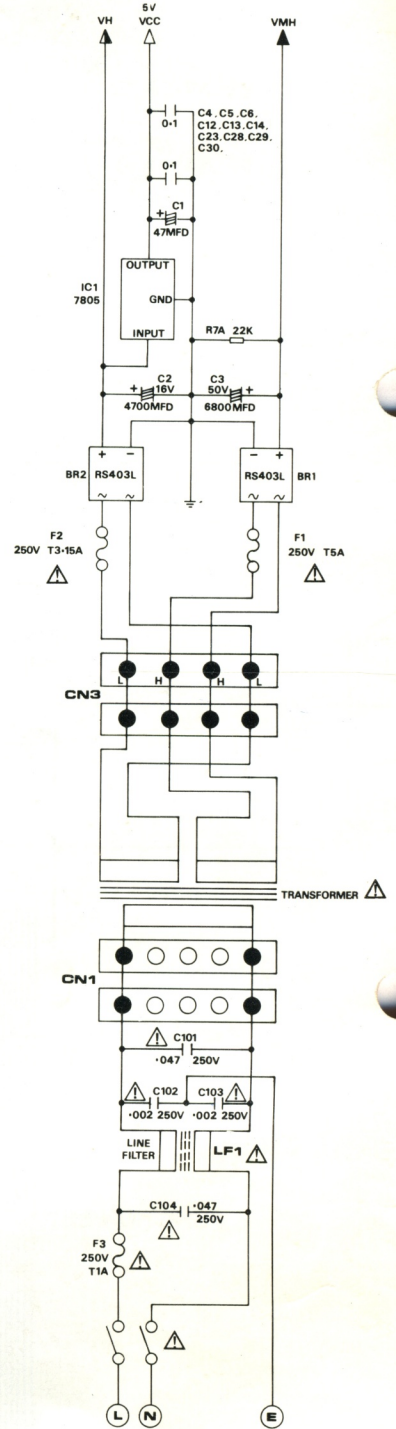 5V
VH VCC VMH
0·1 C4.C5.C6.
C12.C13.C14.
C23.C28.C29.
C30.
0·1
+ C1
47MFD
OUTPUT
IC1
7805
GND
INPUT
R7A 22K
+ C2 16V
4700MFD
C3 50V +
6800MFD
+ - - +
BR2 RS403L RS403L BR1
~ ~ ~ ~
F2
250V T3·15A
F1
250V T5A
L H H L
CN3
TRANSFORMER
CN1
C101
·047 250V
C102 C103
·002 250V ·002 250V
LINE
FILTER
LF1
C104 ·047
250V
F3
250V
T1A
L N E